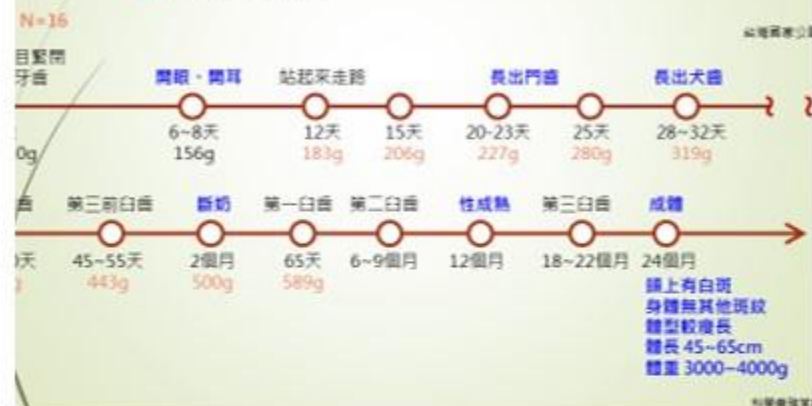 N=16
目緊閉
牙齒
開眼、開耳 站起來走路 長出門齒 長出犬齒
6~8天 12天 15天 20-23天 25天 28~32天
0g 156g 183g 206g 227g 280g 319g
齒 第三前臼齒 斷奶 第一臼齒 第二臼齒 性成熟 第三臼齒 成體
天 45~55天 2個月 65天 6~9個月 12個月 18~22個月 24個月
g 443g 500g 589g
頭上有白斑
身體無其他斑紋
體型較瘦長
體長 45~65cm
體重 3000~4000g